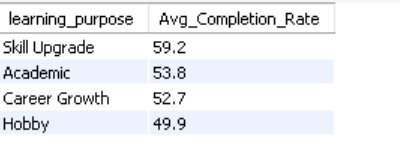 learning_purpose Avg_Completion_Rate
Skill Upgrade 59.2
Academic 53.8
Career Growth 52.7
Hobby 49.9